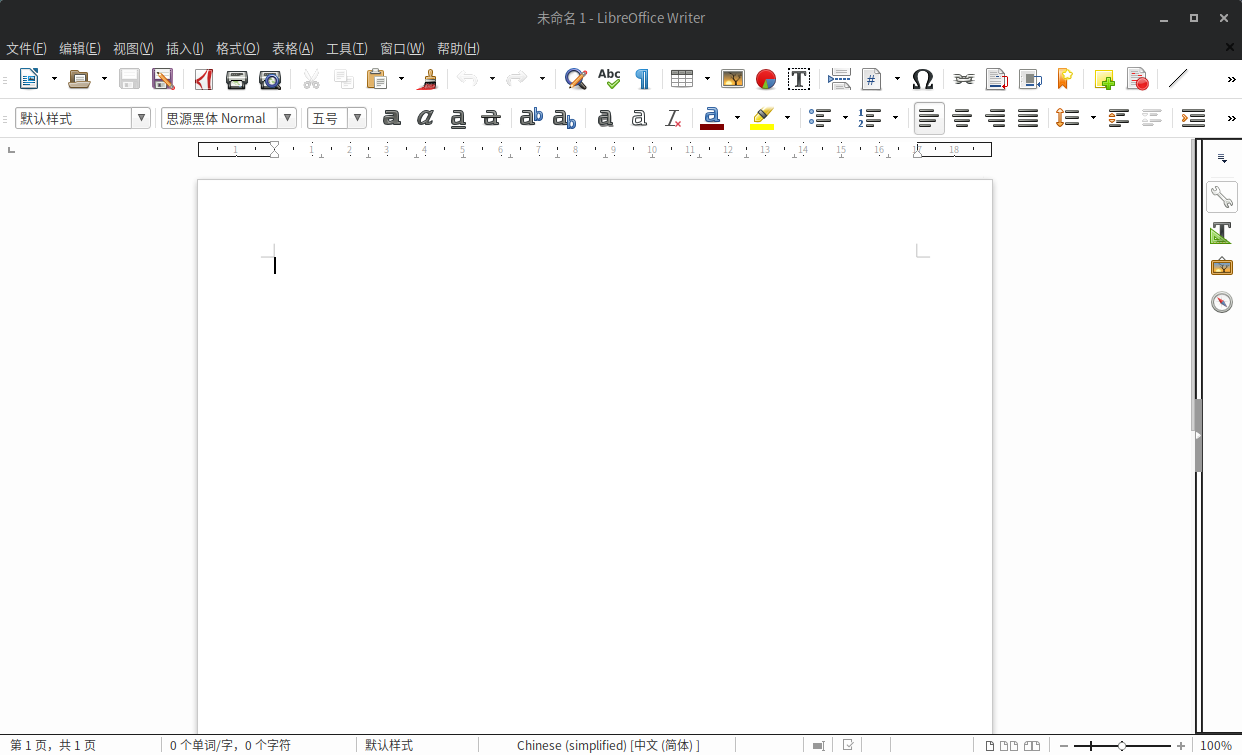 未命名 1 - LibreOffice Writer
文件(F) 编辑(E) 视图(V) 插入(I) 格式(O) 表格(A) 工具(T) 窗口(W) 帮助(H)
Abc
默认样式 思源黑体 Normal 五号
1 1 2 3 4 5 6 7 8 9 10 11 12 13 14 15 16 17 18
第 1 页，共 1 页 0 个单词/字，0 个字符 默认样式 Chinese (simplified) [中文 (简体) ] 100%